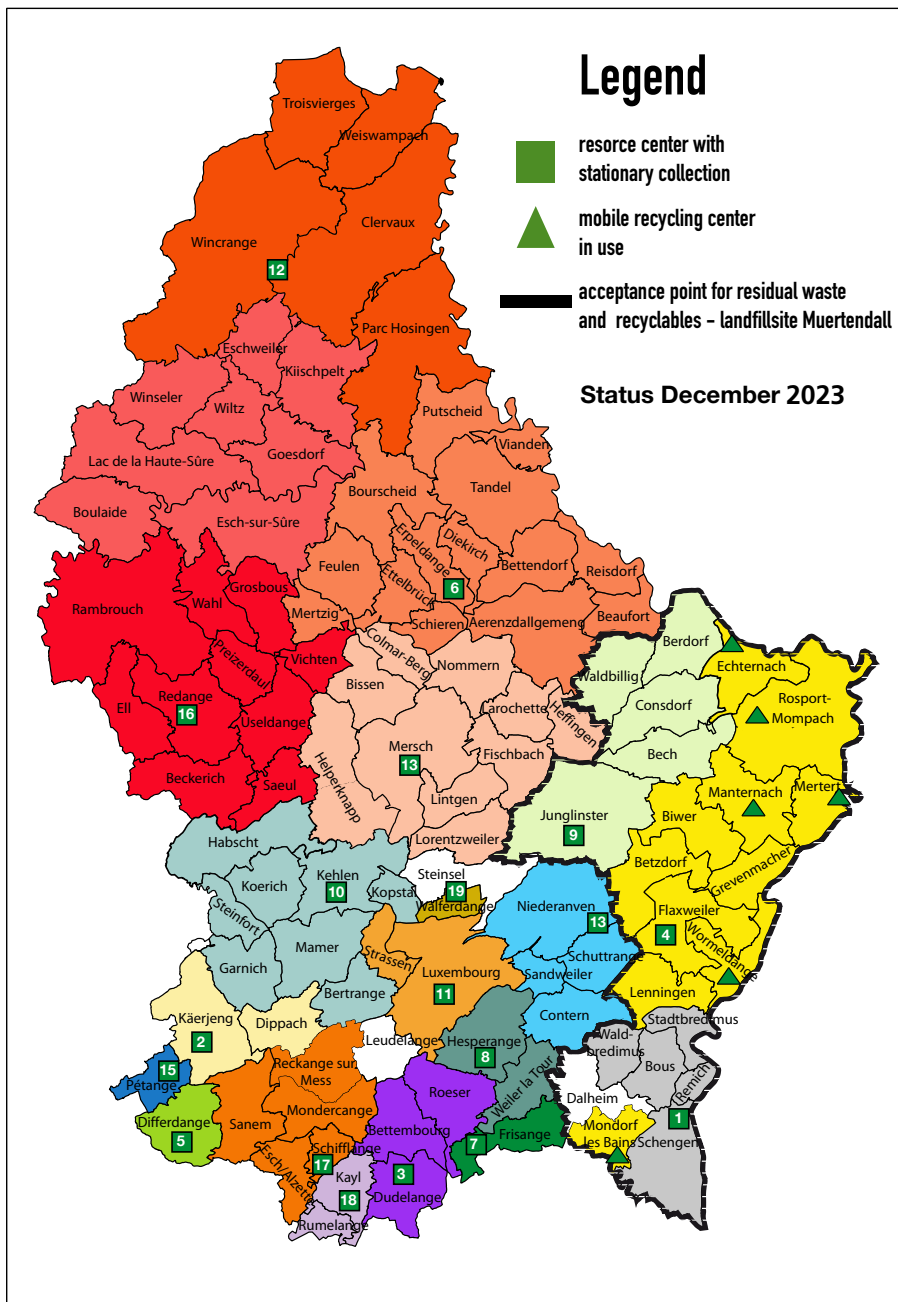 Legend
resorce center with
stationary collection
mobile recycling center
in use
acceptance point for residual waste
and recyclables - landfillsite Muertendall
Status December 2023
Troisvierges
Weiswampach
Clervaux
Wincrange
12
Parc Hosingen
Eschweiler
Kiischpelt
Winseler
Wiltz
Putscheid
Vianden
Goesdorf
Lac de la Haute-Sûre
Tandel
Bourscheid
Boulaide
Esch-sur-Sûre
Diekirch
Erpeldange
Bettendorf
Feulen
Reisdorf
Ettelbrück
6
Grosbous
Wahl
Rambrouch
Mertzig
Schieren
Aerenzdallgemeng
Beaufort
Colmar-Berg
Berdorf
Preizerdaul
Vichten
Nommern
Waldbillig
Echternach
Bissen
Ell
Redange
16
Rosport-
Mompach
Consdorf
Larochette
Heffingen
Useldange
Mersch
13
Fischbach
Bech
Helperknapp
Beckerich
Saeul
Manternach
Mertert
Lintgen
Junglinster
9
Biwer
Lorentzweiler
Habscht
Betzdorf
Grevenmacher
Kehlen
10
Steinsel
19
Koerich
Kopstal
Walferdange
Niederanven
13
Flaxweiler
4
Steinfort
Wormeldange
Mamer
Strassen
Schuttrange
Garnich
Luxembourg
11
Sandweiler
Bertrange
Lenningen
Contern
Stadtbredimus
Käerjeng
2
Dippach
Leudelange
Hesperange
8
Wald-
bredimus
Reckange sur
Mess
Bous
15
Pétange
Remich
Weiler la Tour
Roeser
Dalheim
Differdange
5
Sanem
Mondercange
Mondorf
les Bains
1
Bettembourg
Frisange
7
Schengen
Schifflange
17
Esch/Alzette
Kayl
18
3
Dudelange
Rumelange